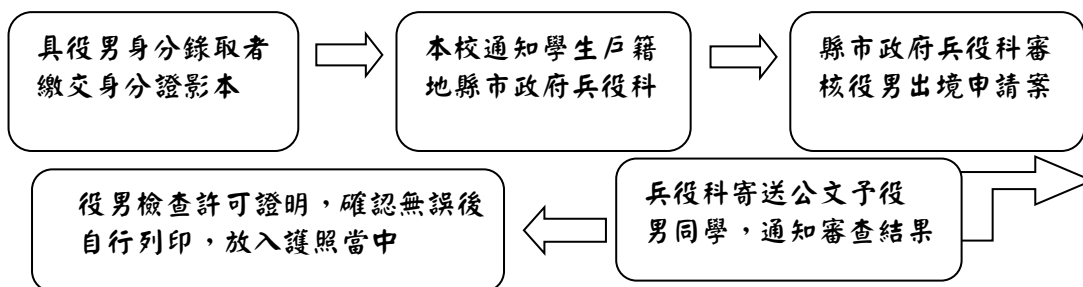 具役男身分錄取者
繳交身分證影本
本校通知學生戶籍
地縣市政府兵役科
縣市政府兵役科審
核役男出境申請案
兵役科寄送公文予役
男同學，通知審查結果
役男檢查許可證明，確認無誤後
自行列印，放入護照當中